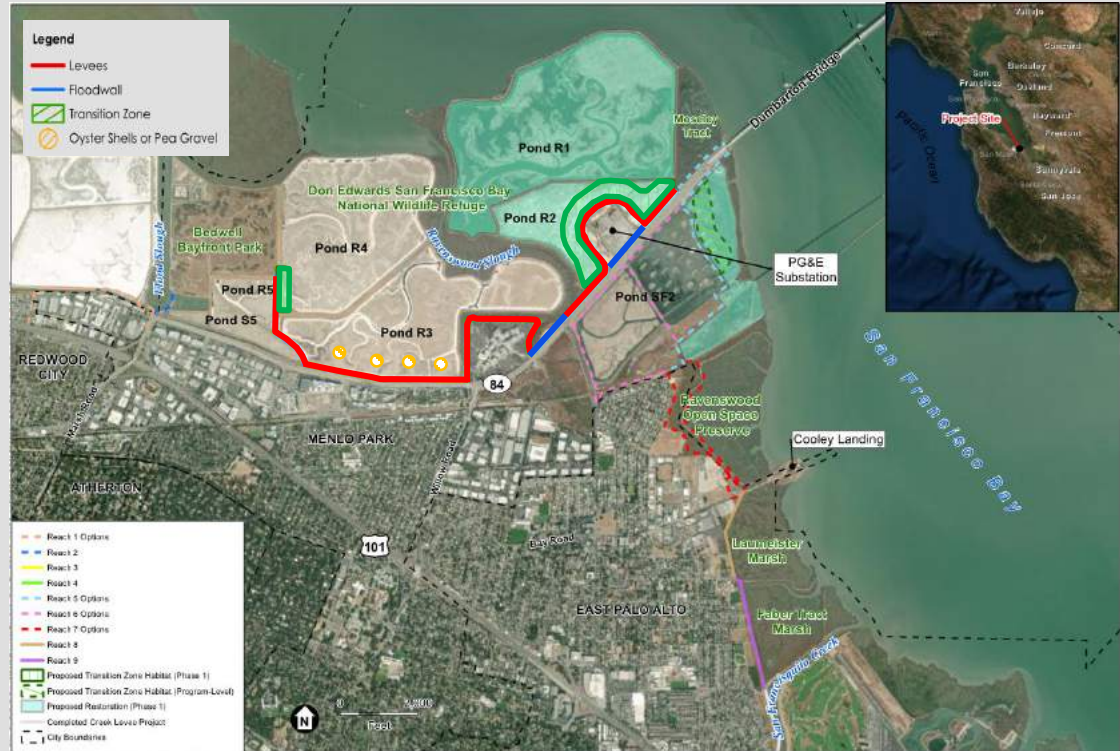 Legend
Levees
Floodwall
Transition Zone
Oyster Shells or Pea Gravel
Dumbarton Bridge
Vallejo
Concord
Berkeley
San
Francisco
Oakland
Hayward
Project Site
Fremont
San Mateo
Sunnyvale
San Jose
Pacific Ocean
Pond R1
Moseley
Tract
Don Edwards San Francisco Bay
National Wildlife Refuge
Pond R2
Bedwell
Bayfront Park
Pond R4
Ravenswood Slough
Flood Slough
PG&E
Substation
Pond R5
Pond S5
Pond SF2
Pond R3
REDWOOD
CITY
84
Marsh Road
San Francisco Bay
Ravenswood
Open Space
Preserve
MENLO PARK
Willow Road
Cooley Landing
ATHERTON
101
Bay Road
Laumeister
Marsh
EAST PALO ALTO
Faber Tract
Marsh
San Francisquito Creek
Reach 1 Options
Reach 2
Reach 3
Reach 4
Reach 5 Options
Reach 6 Options
Reach 7 Options
Reach 8
Reach 9
Proposed Transition Zone Habitat (Phase 1)
Proposed Transition Zone Habitat (Program-Level)
Proposed Restoration (Phase 1)
Completed Creek Levee Project
City Boundaries
N
0
Feet